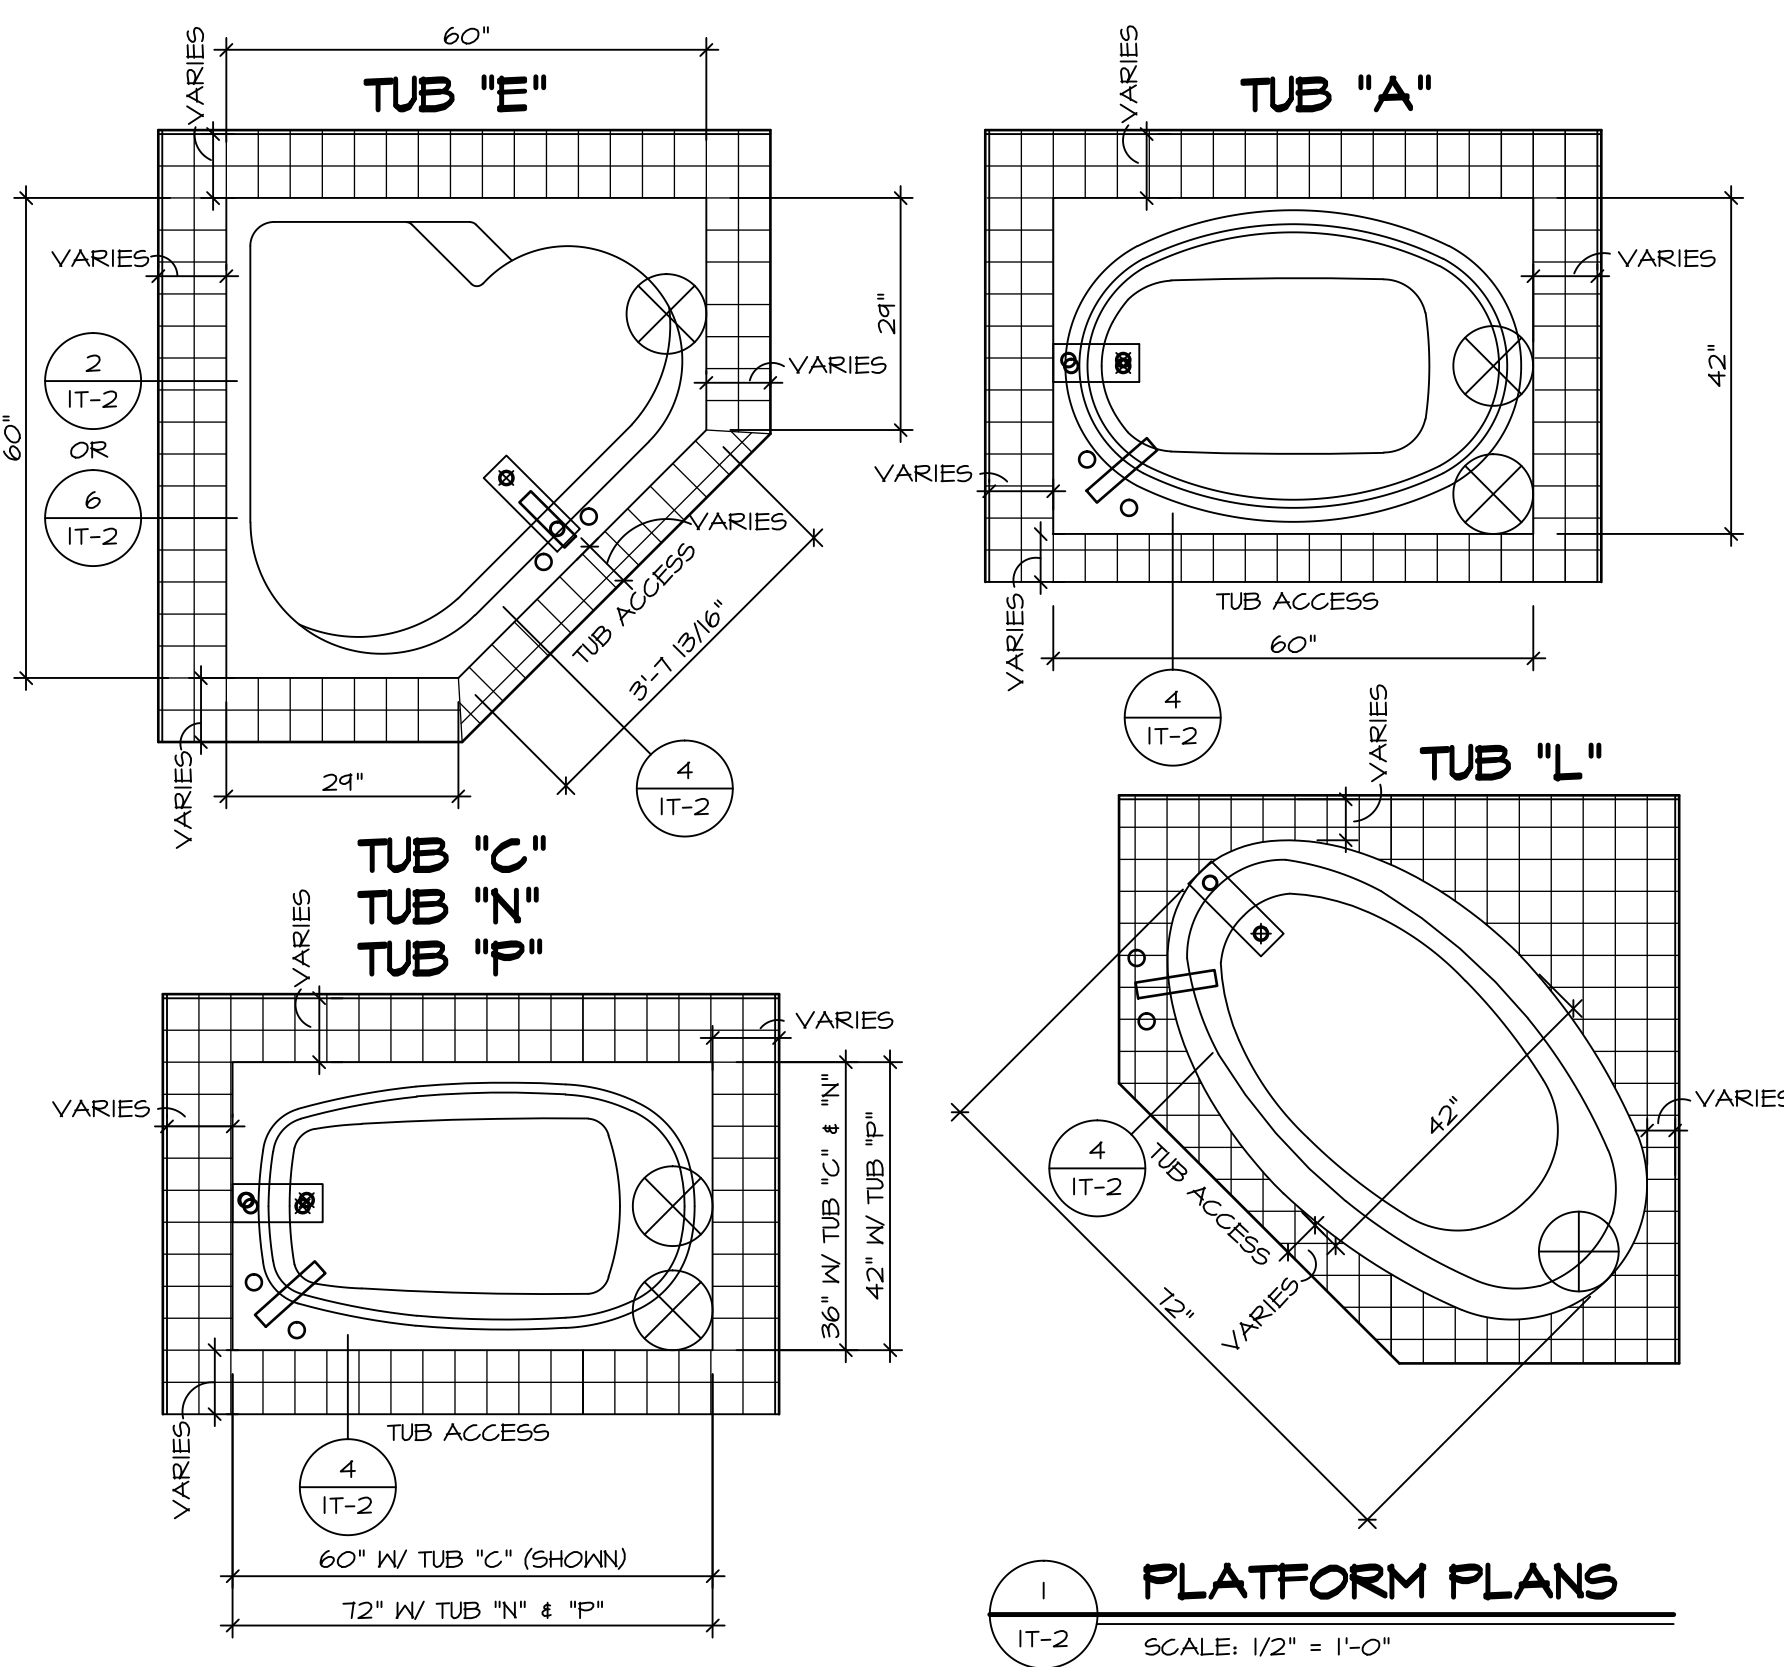 60"
VARIES
TUB "E"
VARIES
60"
2
IT-2
OR
6
IT-2
29"
VARIES
VARIES
TUB ACCESS
3'-7 13/16"
29"
VARIES
4
IT-2
VARIES
TUB "A"
VARIES
42"
VARIES
VARIES
TUB ACCESS
60"
4
IT-2
TUB "C"
TUB "N"
TUB "P"
VARIES
VARIES
VARIES
36" W/ TUB "C" & "N"
42" W/ TUB "P"
VARIES
TUB ACCESS
4
IT-2
60" W/ TUB "C" (SHOWN)
72" W/ TUB "N" & "P"
VARIES
TUB "L"
42"
VARIES
4
IT-2
TUB ACCESS
VARIES
72"
1
IT-2
PLATFORM PLANS
SCALE: 1/2" = 1'-0"